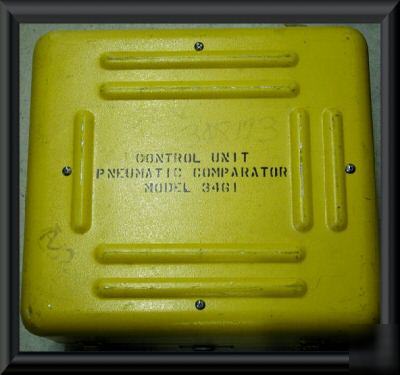 CONTROL UNIT
PNEUMATIC COMPARATOR
MODEL 3461